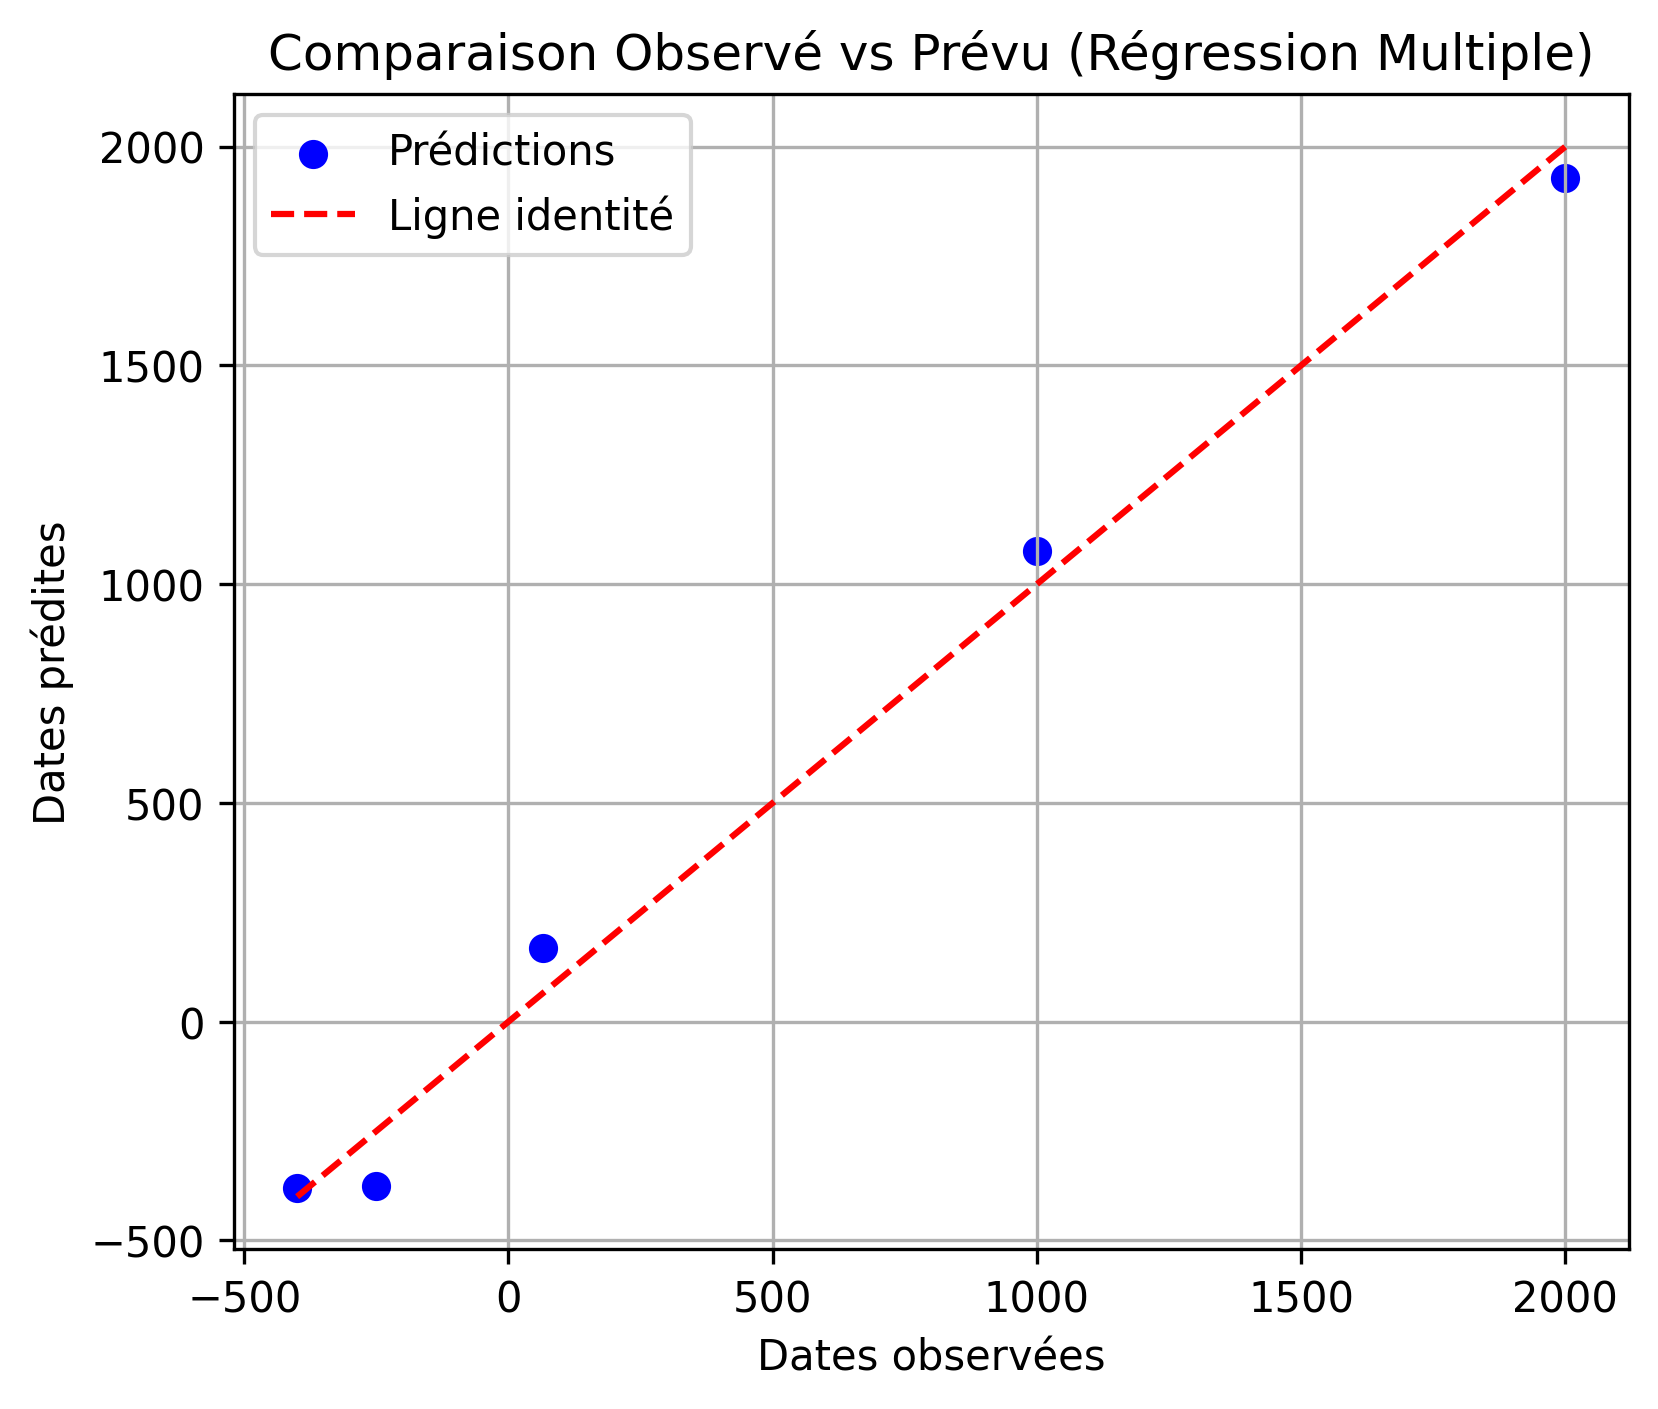 Comparaison Observé vs Prévu (Régression Multiple)
Prédictions
Ligne identité
2000
1500
1000
500
0
−500
Dates prédites
−500
0
500
1000
1500
2000
Dates observées